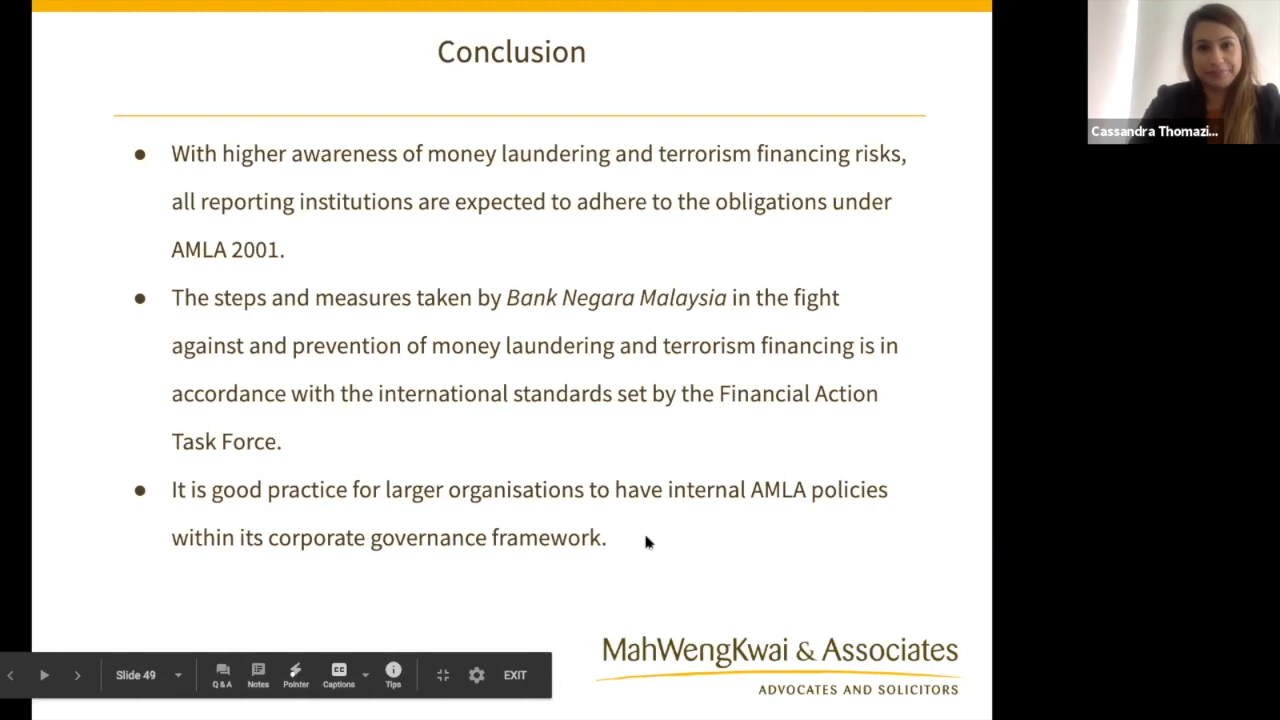 Conclusion
Cassandra Thomazi...
● With higher awareness of money laundering and terrorism financing risks,
all reporting institutions are expected to adhere to the obligations under
AMLA 2001.
● The steps and measures taken by Bank Negara Malaysia in the fight
against and prevention of money laundering and terrorism financing is in
accordance with the international standards set by the Financial Action
Task Force.
● It is good practice for larger organisations to have internal AMLA policies
within its corporate governance framework.
MahWengKwai & Associates
ADVOCATES AND SOLICITORS
Slide 49
Q & A
Notes
Pointer
Captions
Tips
EXIT